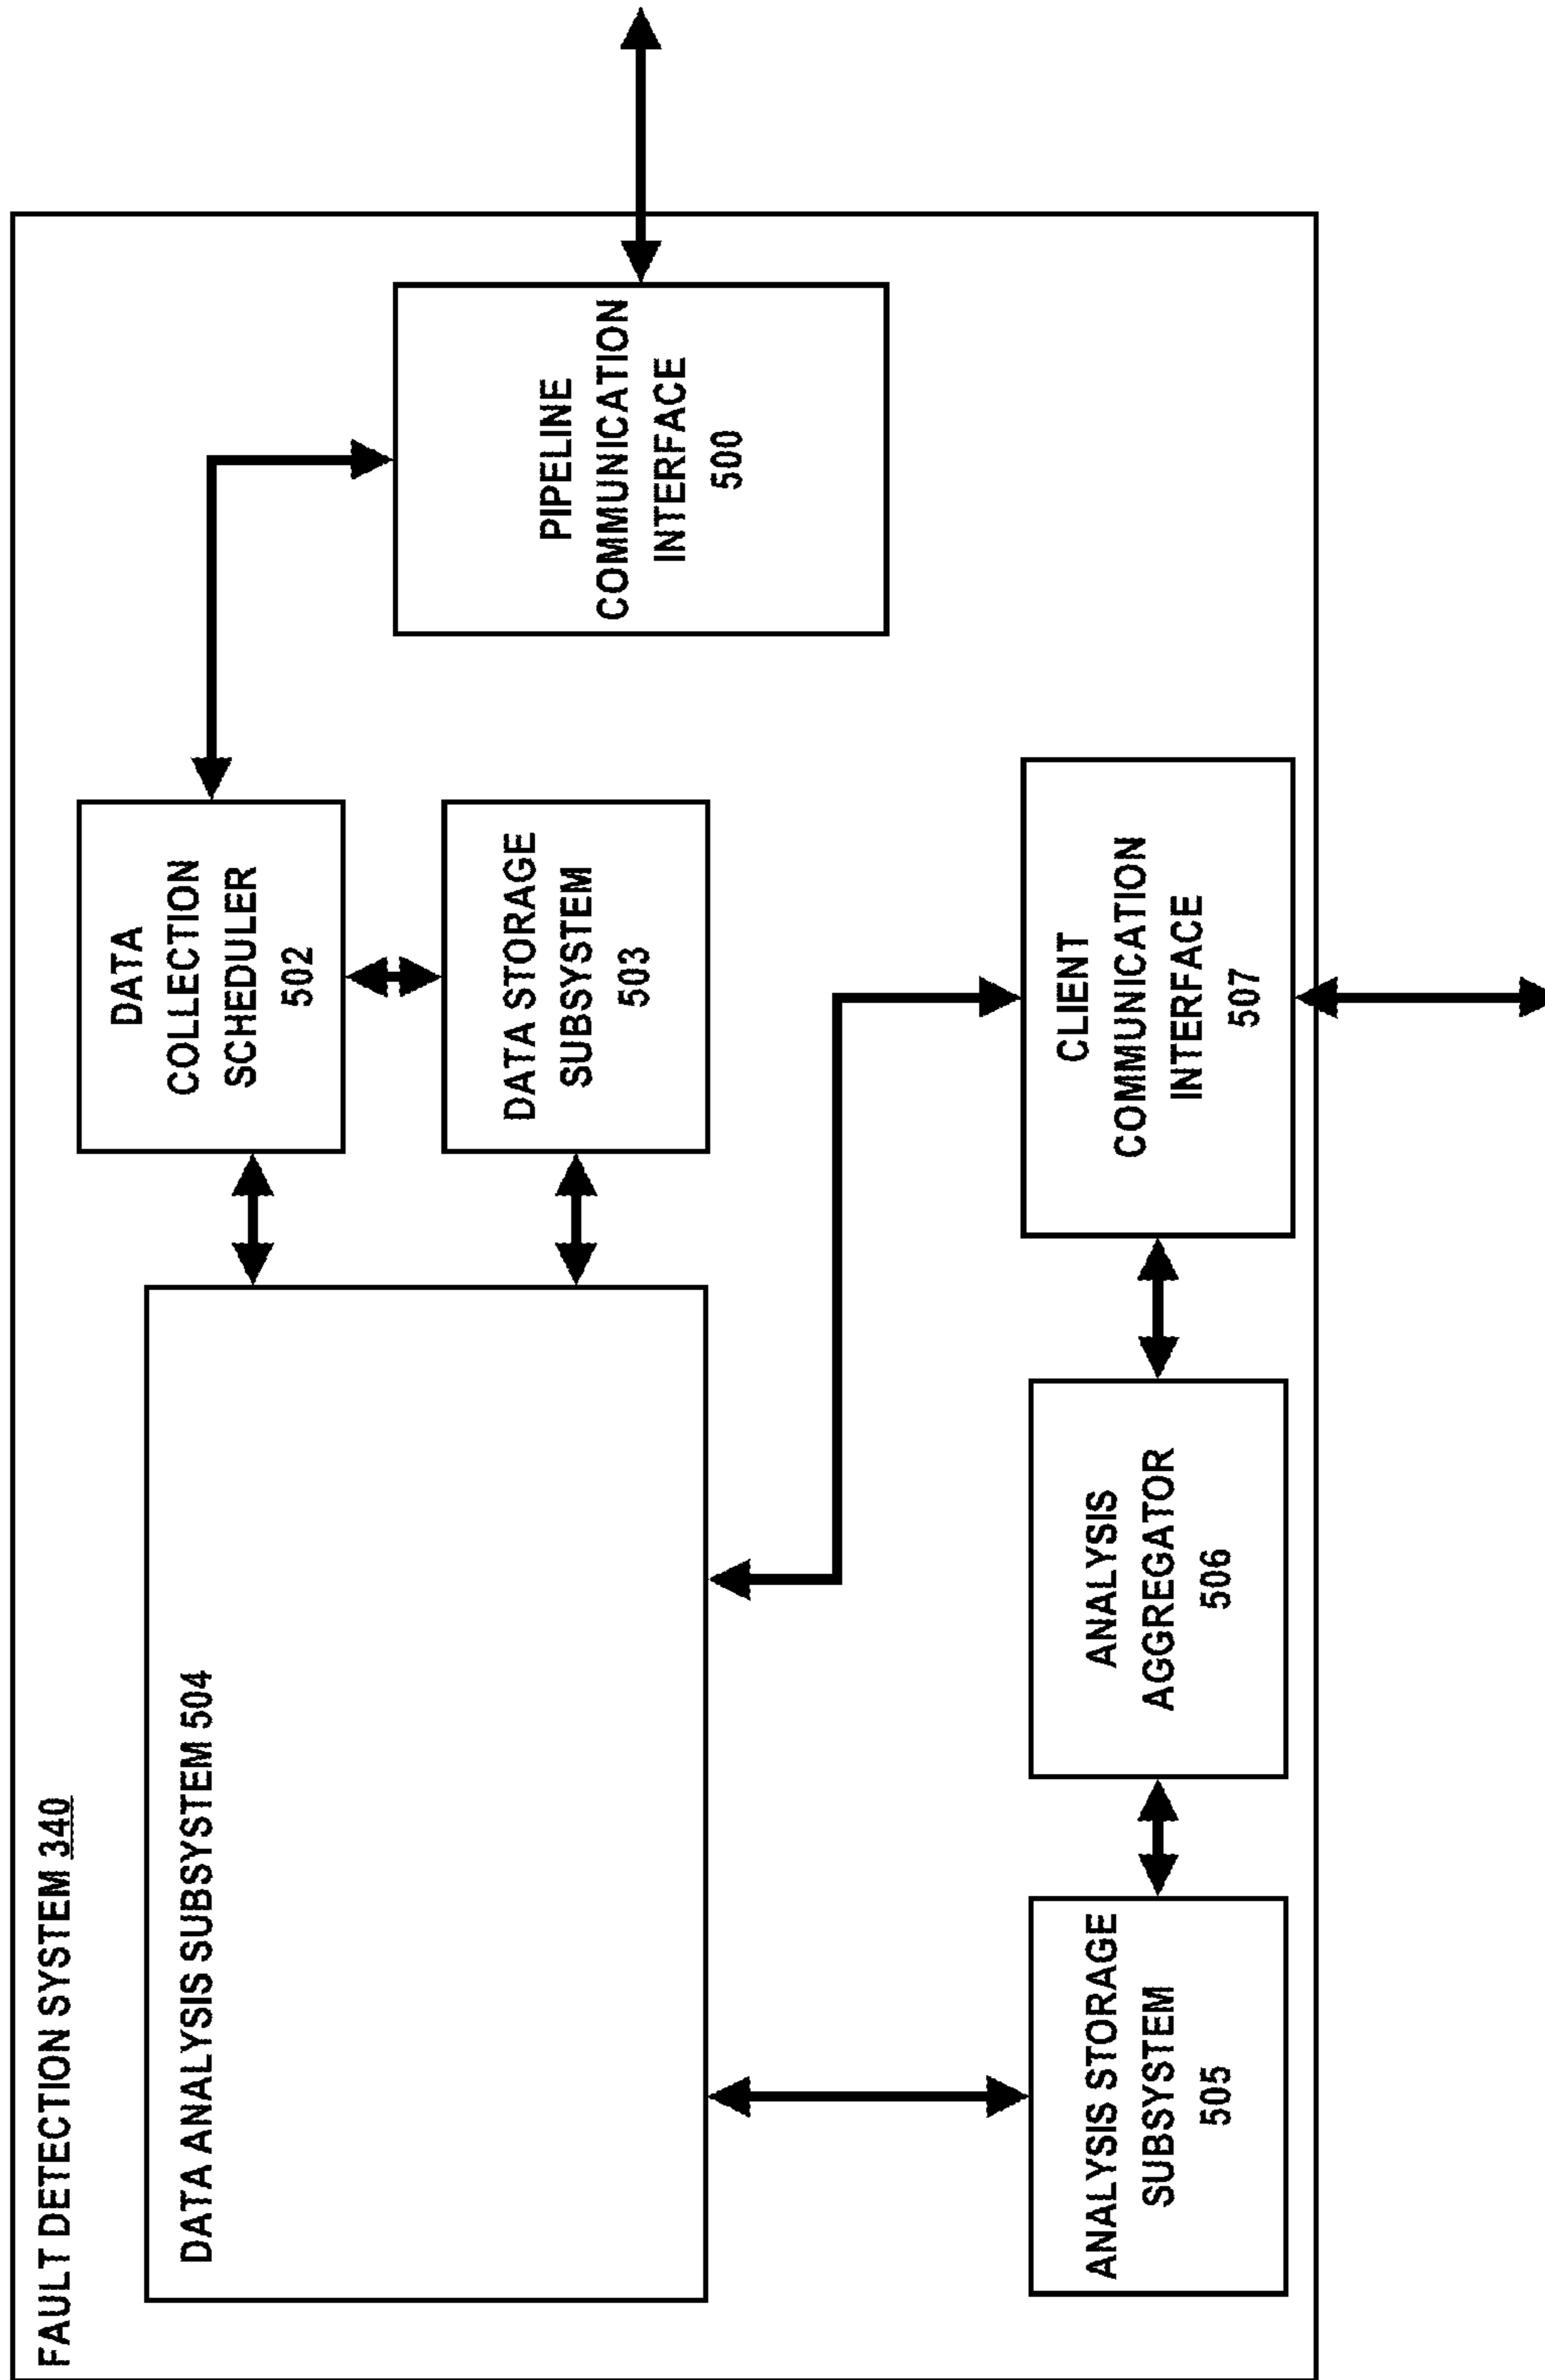 FAULT DETECTION SYSTEM 340
DATA ANALYSIS SUBSYSTEM 504
DATA
COLLECTION
SCHEDULER
502
DATA STORAGE
SUBSYSTEM
503
PIPELINE
COMMUNICATION
INTERFACE
500
ANALYSIS STORAGE
SUBSYSTEM
505
ANALYSIS
AGGREGATOR
506
CLIENT
COMMUNICATION
INTERFACE
507